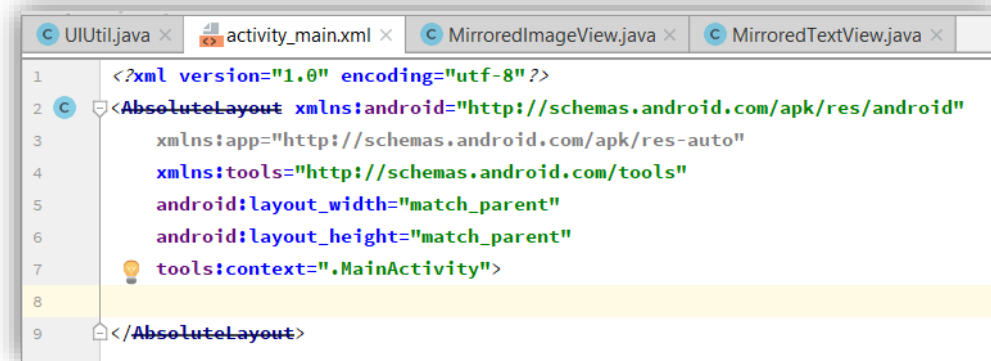 UIUtil.java activity_main.xml MirroredImageView.java MirroredTextView.java
1 <?xml version="1.0" encoding="utf-8"?>
2 C <AbsoluteLayout xmlns:android="http://schemas.android.com/apk/res/android"
3 xmlns:app="http://schemas.android.com/apk/res-auto"
4 xmlns:tools="http://schemas.android.com/tools"
5 android:layout_width="match_parent"
6 android:layout_height="match_parent"
7 tools:context=".MainActivity">
8
9 </AbsoluteLayout>